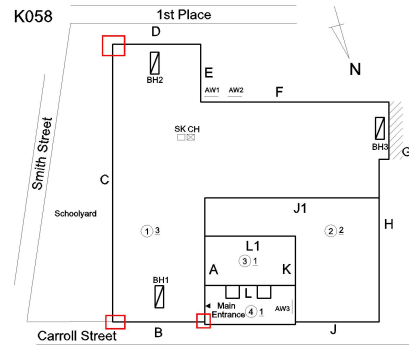 K058
1st Place
D
N
BH2
E
AW1 AW2
F
SK CH
BH3
G
Smith Street
C
Schoolyard
J1
H
1 3
2 2
L1
3 1
A
K
BH1
L
Main
Entrance
4 1
AW3
B
J
Carroll Street